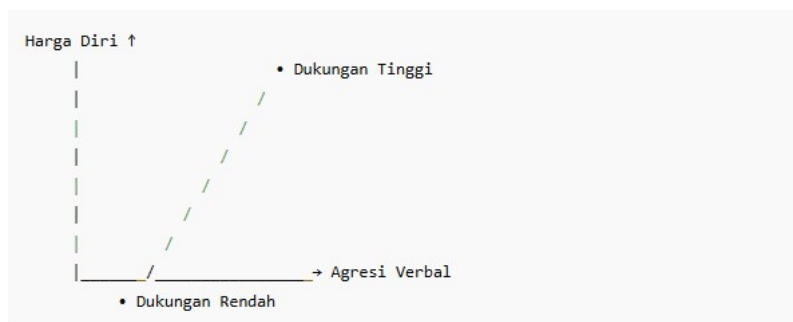 Harga Diri ↑
• Dukungan Tinggi
→ Agresi Verbal
• Dukungan Rendah